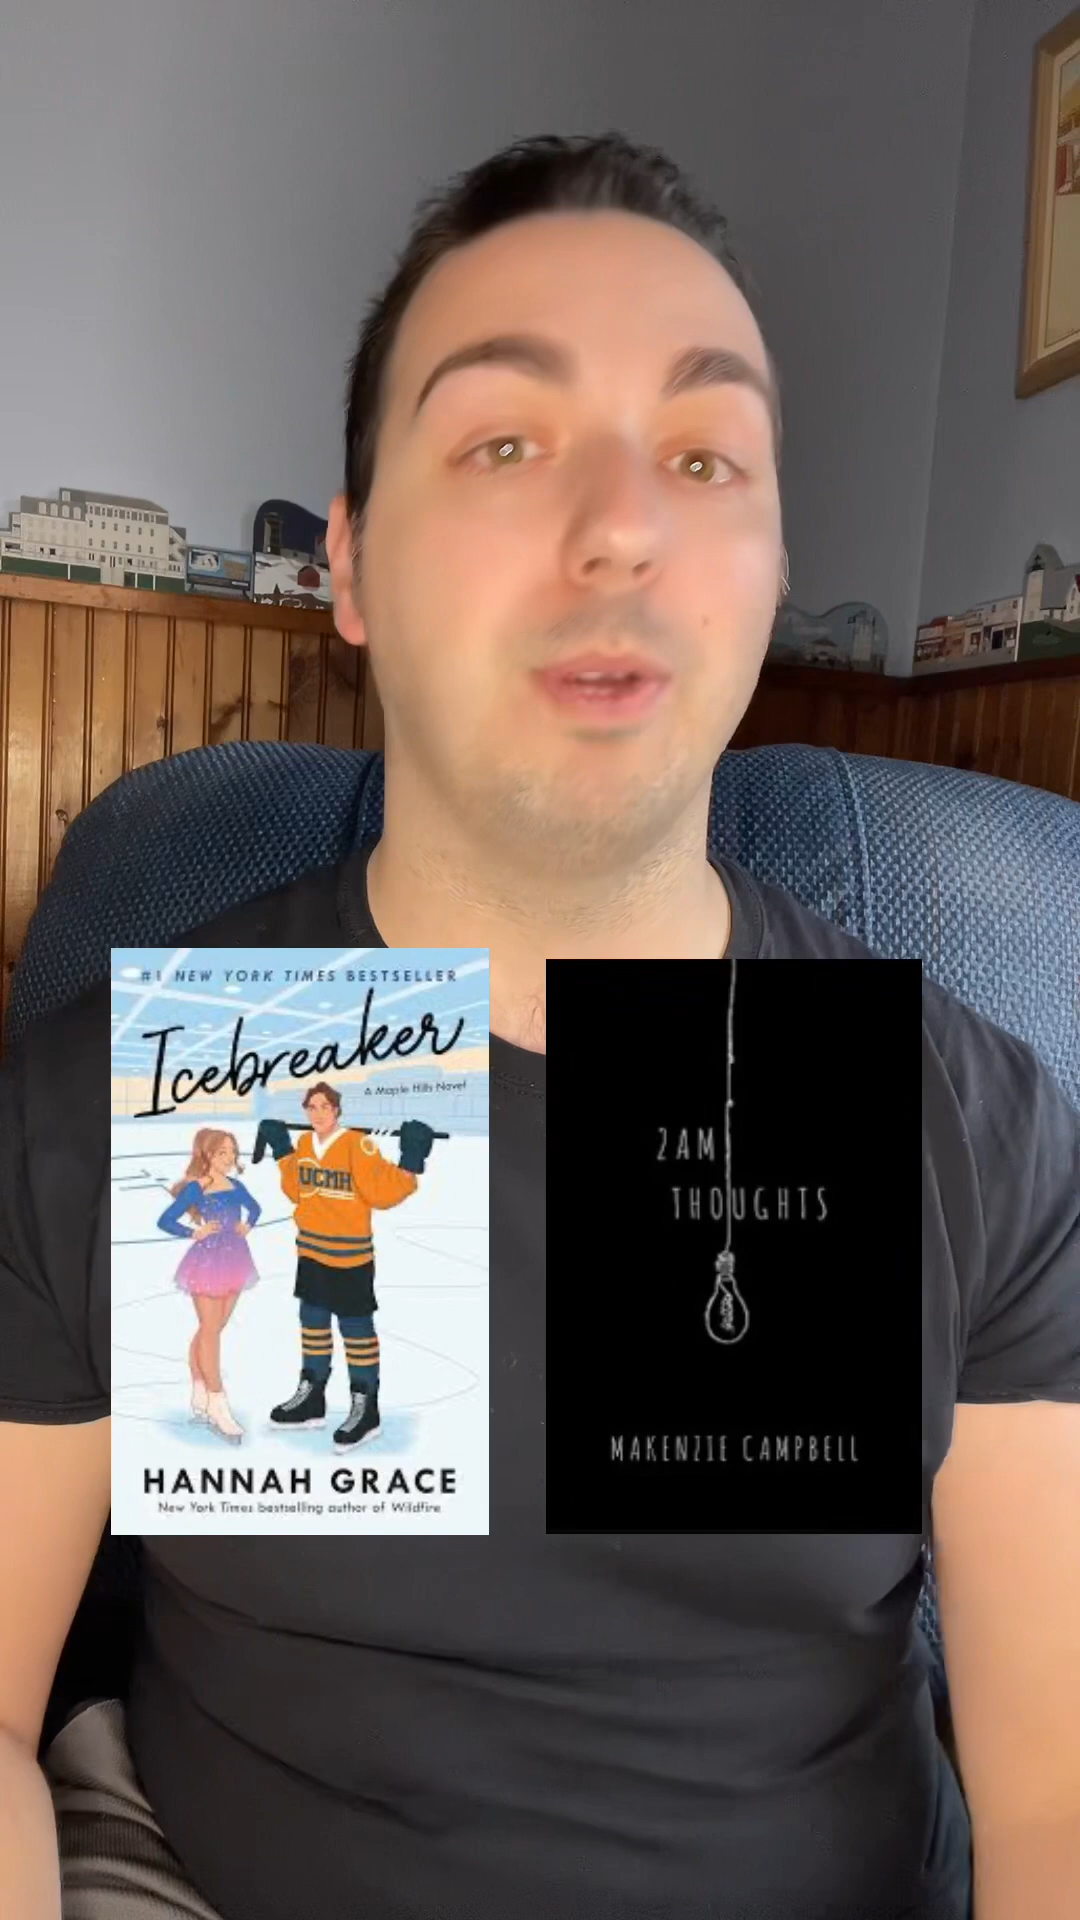 #1 NEW YORK TIMES BESTSELLER
Icebreaker
A Maple Hills Novel
UCMH
HANNAH GRACE
New York Times bestselling author of Wildfire
2AM
THOUGHTS
MAKENZIE CAMPBELL